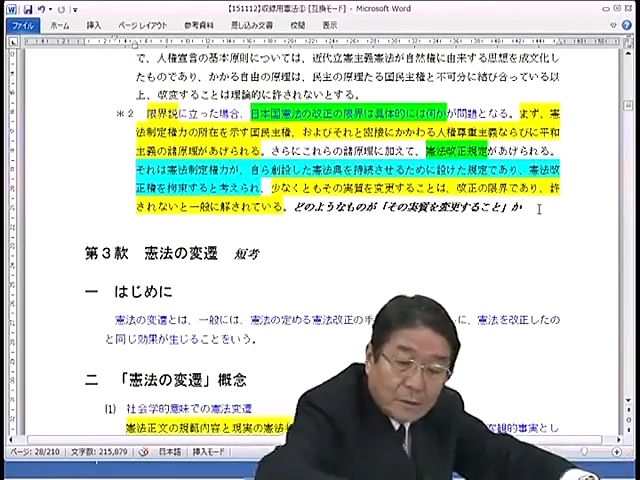 [151112]収録用憲法① [互換モード] - Microsoft Word
ファイル ホーム 挿入 ページ レイアウト 参考資料 差し込み文書 校閲 表示
で、人権宣言の基本原則については、近代立憲主義憲法が自然権に由来する思想を成文化し
たものであり、かかる自由の原理は、民主の原理たる国民主権と不可分に結び合っている以
上、改変することは理論的に許されないとする。
＊2 限界説に立った場合、日本国憲法の改正の限界は具体的には何かが問題となる。まず、憲
法制定権力の所在を示す国民主権、およびそれと密接にかかわる人権尊重主義ならびに平和
主義の諸原理があげられる。さらにこれらの諸原理に加えて、憲法改正規定があげられる。
それは憲法制定権力が、自ら創設した憲法典を持続させるために設けた規定であり、憲法改
正権を拘束すると考えられ、少なくともその実質を変更することは、改正の限界であり、許
されないと一般に解されている。どのようなものが「その実質を変更すること」か
第３款 憲法の変遷 短考
一 はじめに
憲法の変遷とは、一般には、憲法の定める憲法改正の手 に、憲法を改正したの
と同じ効果が生じることをいう。
二 「憲法の変遷」概念
(1) 社会学的意味での憲法変遷
憲法正文の規範内容と現実の憲法 観的事実とし
ページ: 28/210 文字数: 215,879 日本語 挿入モード